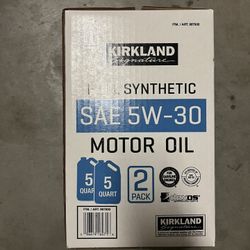 KIRKLAND
Signature
SYNTHETIC
SAE 5W-30
MOTOR OIL
5
QUART
5
QUART
2
PACK
KIRKLAND
Signature